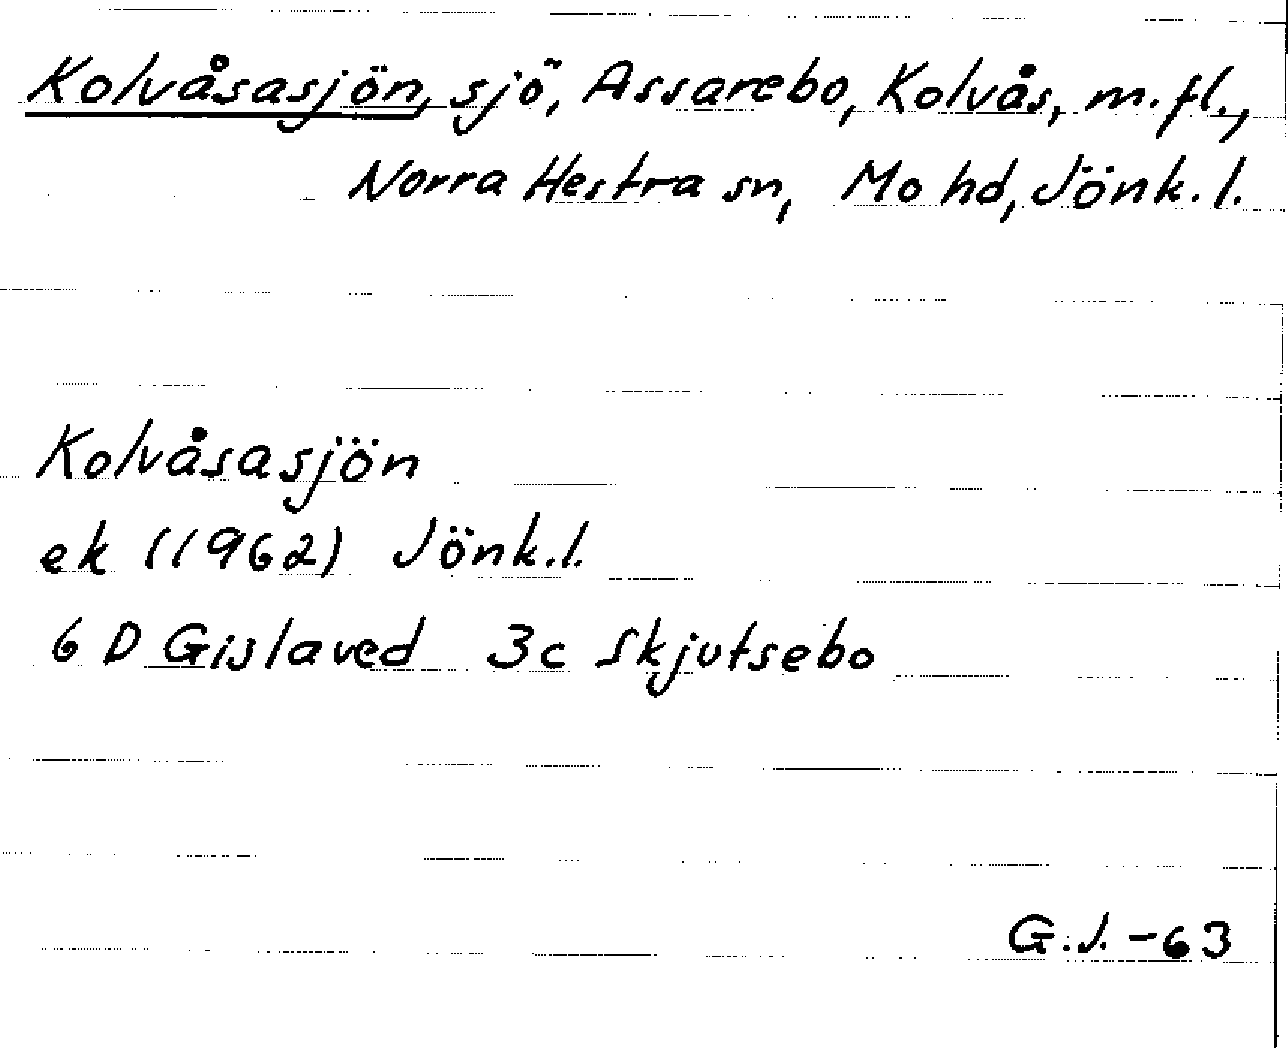 Kolvåsasjön, sjö, Assarebo, Kolvås, m.fl.,
Norra Hestra sn, Mo hd, Jönk.l.
Kolvåsasjön
ek (1962) Jönk.l.
6 D Gislaved 3c Skjutsebo
G.J. -63